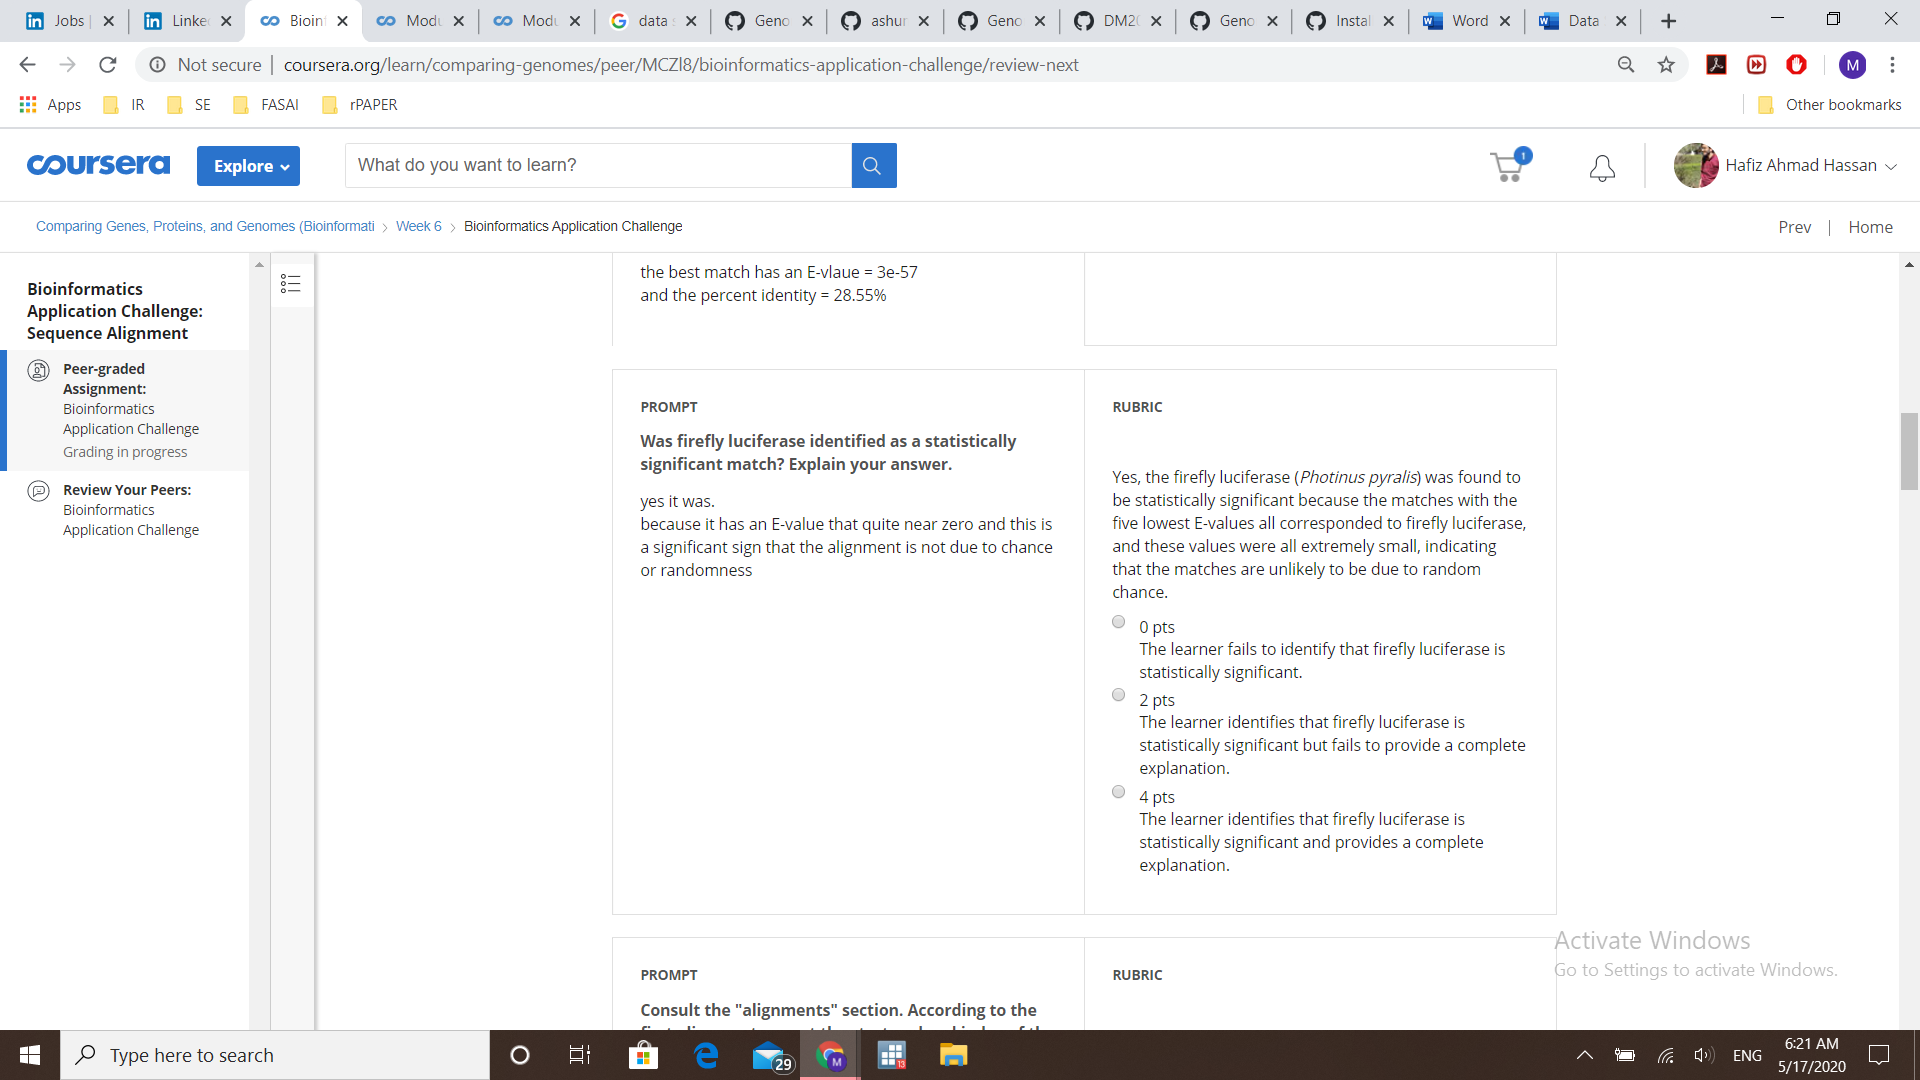 Jobs
Linke
Bioin
Modu
Modu
data s
Geno
ashur
Geno
DM20
Geno
Instal
Word
Data
Not secure | coursera.org/learn/comparing-genomes/peer/MCZl8/bioinformatics-application-challenge/review-next
M
Apps
IR
SE
FASAI
rPAPER
Other bookmarks
coursera
Explore
What do you want to learn?
1
Hafiz Ahmad Hassan
Comparing Genes, Proteins, and Genomes (Bioinformati > Week 6 > Bioinformatics Application Challenge
Prev | Home
Bioinformatics
Application Challenge:
Sequence Alignment
Peer-graded
Assignment:
Bioinformatics
Application Challenge
Grading in progress
Review Your Peers:
Bioinformatics
Application Challenge
the best match has an E-vlaue = 3e-57
and the percent identity = 28.55%
PROMPT
Was firefly luciferase identified as a statistically
significant match? Explain your answer.
yes it was.
because it has an E-value that quite near zero and this is
a significant sign that the alignment is not due to chance
or randomness
RUBRIC
Yes, the firefly luciferase (Photinus pyralis) was found to
be statistically significant because the matches with the
five lowest E-values all corresponded to firefly luciferase,
and these values were all extremely small, indicating
that the matches are unlikely to be due to random
chance.
0 pts
The learner fails to identify that firefly luciferase is
statistically significant.
2 pts
The learner identifies that firefly luciferase is
statistically significant but fails to provide a complete
explanation.
4 pts
The learner identifies that firefly luciferase is
statistically significant and provides a complete
explanation.
PROMPT
Consult the "alignments" section. According to the
RUBRIC
Activate Windows
Go to Settings to activate Windows.
Type here to search
29
M
13
ENG
6:21 AM
5/17/2020